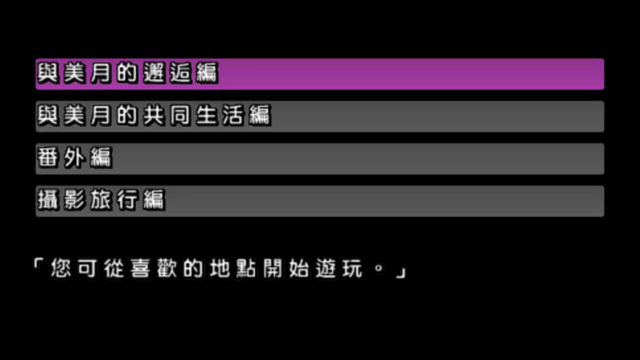 與美月的邂逅編
與美月的共同生活編
番外編
攝影旅行編
「您可從喜歡的地點開始遊玩。」